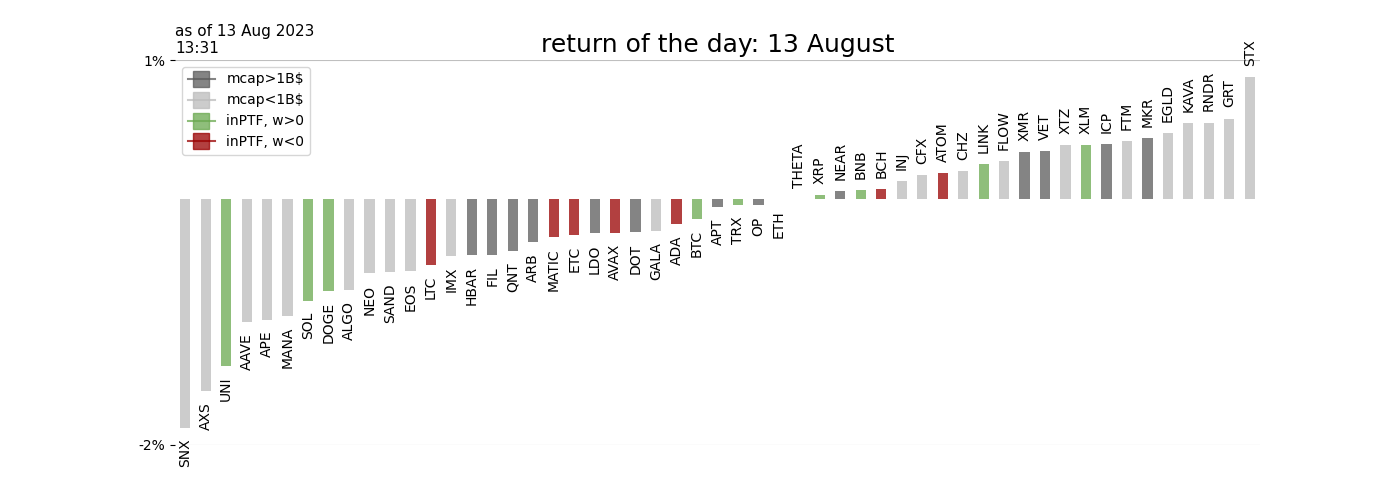 as of 13 Aug 2023
13:31
return of the day: 13 August
1%
-2%
mcap>1B$
mcap<1B$
inPTF, w>0
inPTF, w<0
SNX
AXS
UNI
AAVE
APE
MANA
SOL
DOGE
ALGO
NEO
SAND
EOS
LTC
IMX
HBAR
FIL
QNT
ARB
MATIC
ETC
LDO
AVAX
DOT
GALA
ADA
BTC
APT
TRX
OP
ETH
THETA
XRP
NEAR
BNB
BCH
INJ
CFX
ATOM
CHZ
LINK
FLOW
XMR
VET
XTZ
XLM
ICP
FTM
MKR
EGLD
KAVA
RNDR
GRT
STX